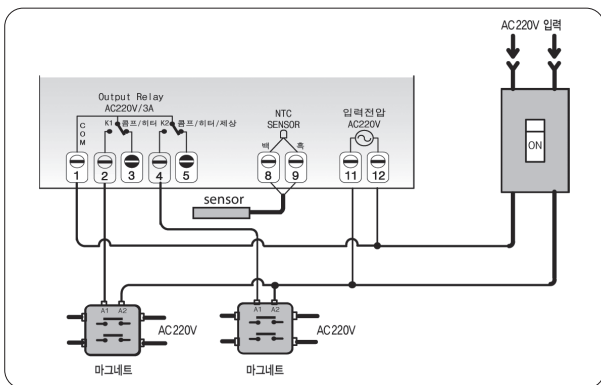 AC220V 입력
Output Relay
AC220V/3A
COM
K1 콤프/히터 K2 콤프/히터/제상
NTC
SENSOR
백 흑
입력전압
AC220V
ON
1 2 3 4 5 8 9 11 12
sensor
A1 A2
AC220V
마그네트
A1 A2
AC220V
마그네트